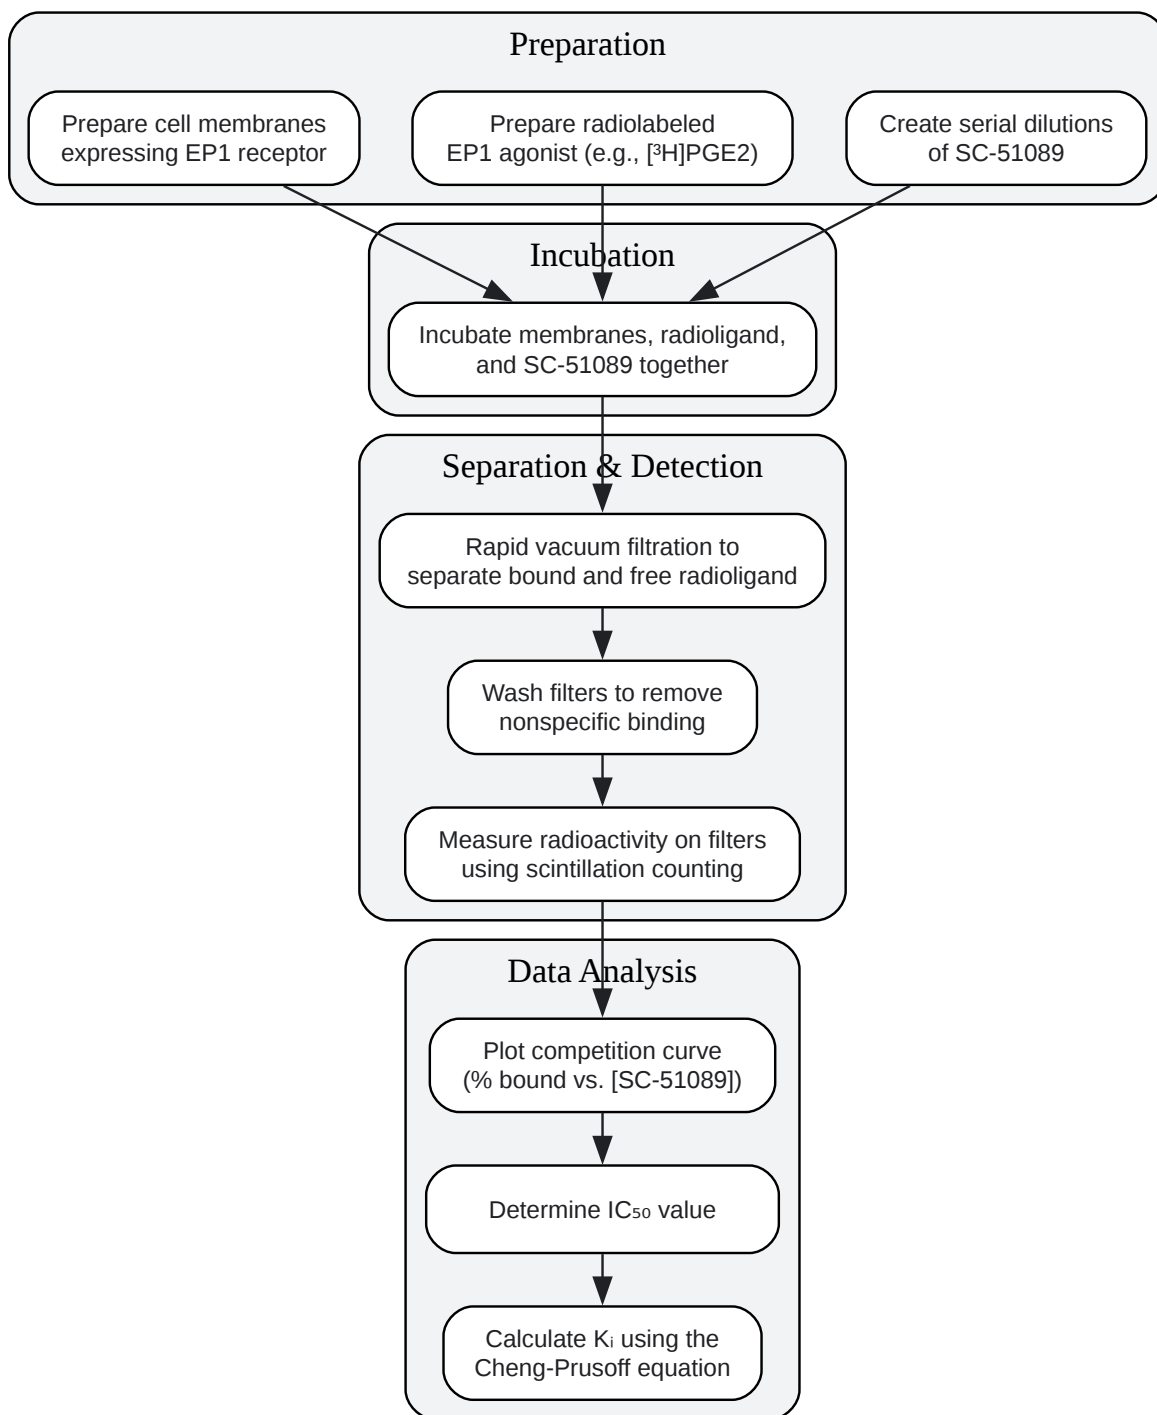 Preparation
Prepare cell membranes
expressing EP1 receptor
Prepare radiolabeled
EP1 agonist (e.g., [³H]PGE2)
Create serial dilutions
of SC-51089
Incubation
Incubate membranes, radioligand,
and SC-51089 together
Separation & Detection
Rapid vacuum filtration to
separate bound and free radioligand
Wash filters to remove
nonspecific binding
Measure radioactivity on filters
using scintillation counting
Data Analysis
Plot competition curve
(% bound vs. [SC-51089])
Determine IC₅₀ value
Calculate Kᵢ using the
Cheng-Prusoff equation